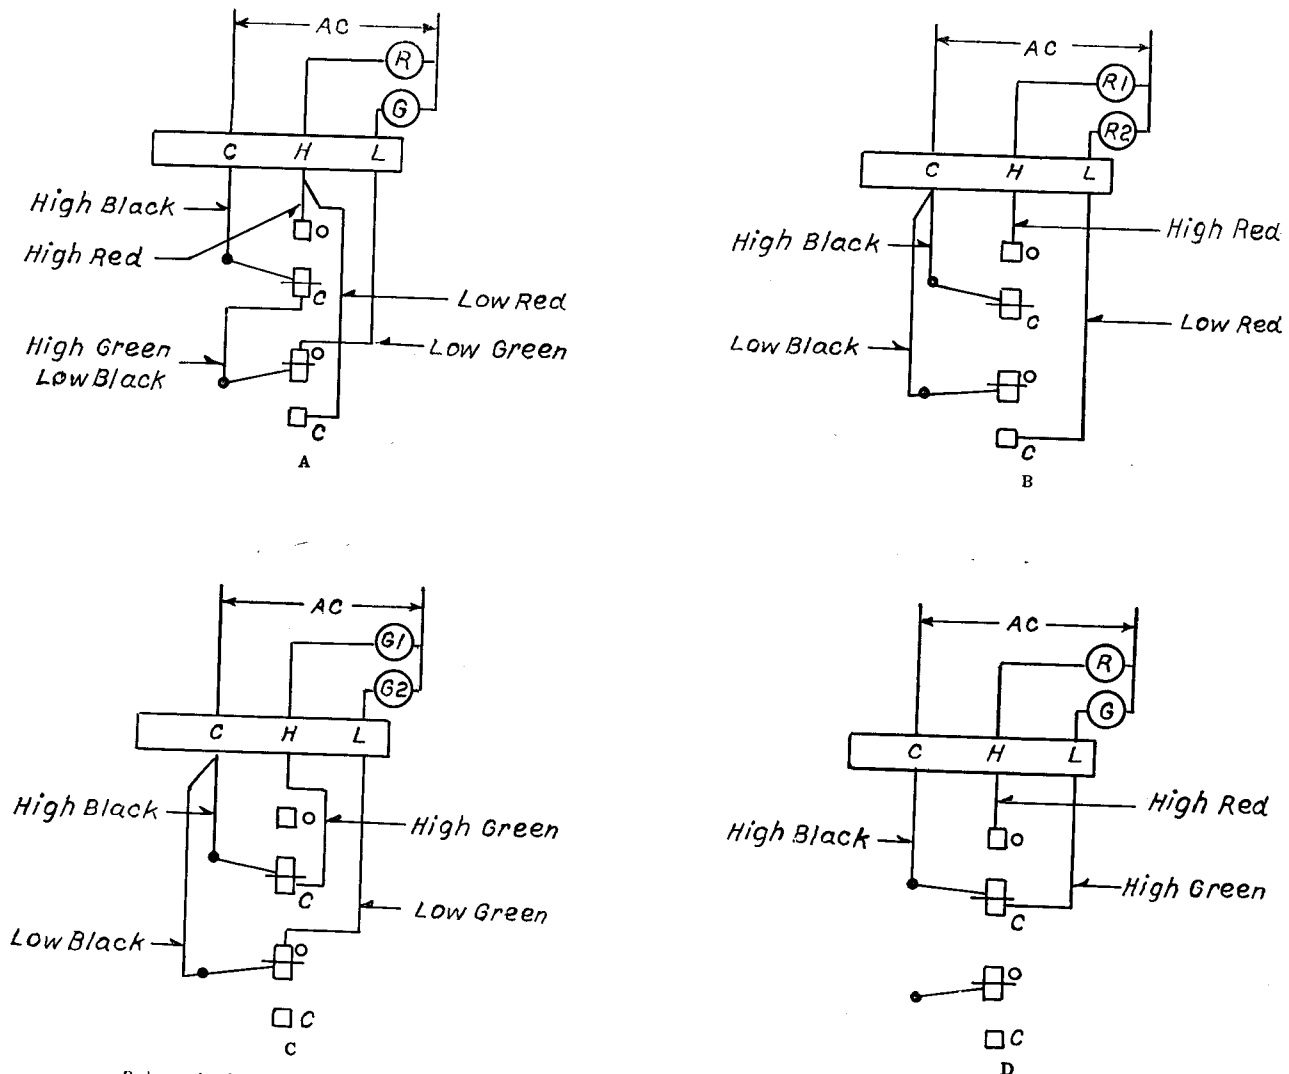 AC
R
G
C H L
High Black
High Red
O
C
Low Red
High Green
Low Black
O
Low Green
C
A
AC
R1
R2
C H L
High Red
High Black
O
C
Low Red
Low Black
O
C
B
AC
G1
G2
C H L
High Black
O
High Green
C
Low Green
Low Black
O
C
C
AC
R
G
C H L
High Red
High Black
O
High Green
C
O
C
D